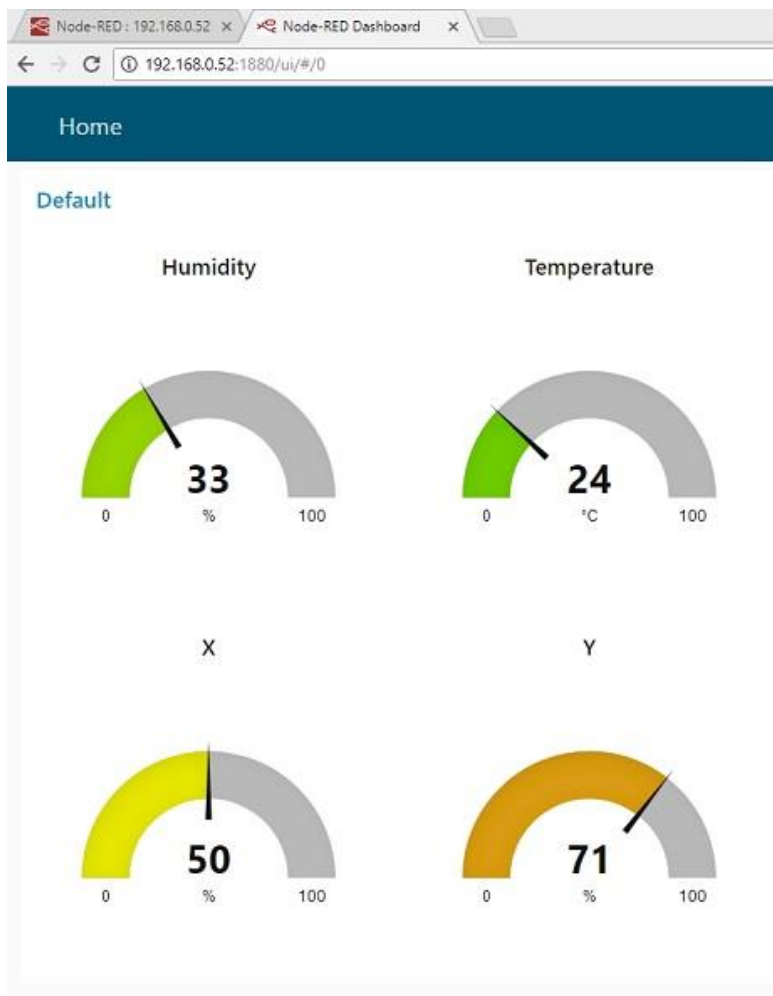 Node-RED : 192.168.0.52
Node-RED Dashboard
192.168.0.52:1880/ui/#/0
Home
Default
Humidity
Temperature
33
24
0 % 100
0 °C 100
X
Y
50
71
0 % 100
0 % 100